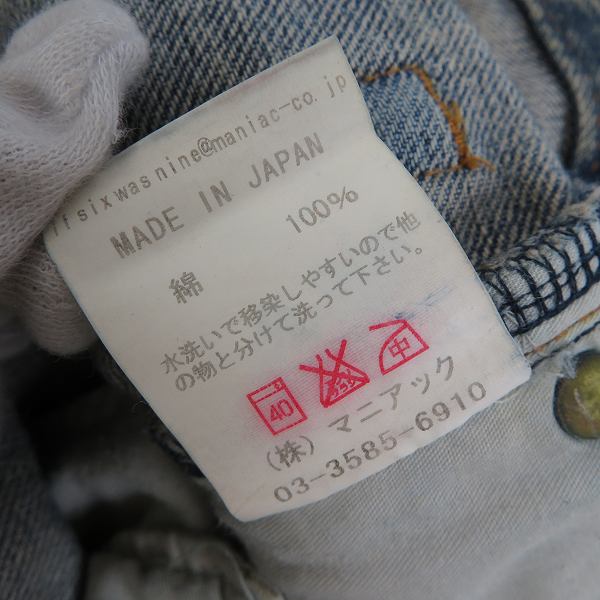 ifsixwasnine@maniac-co.jp
MADE IN JAPAN
綿 100%
水洗いで移染しやすいので他
の物と分けて洗って下さい。
40 中
(株) マニアック
03-3585-6910